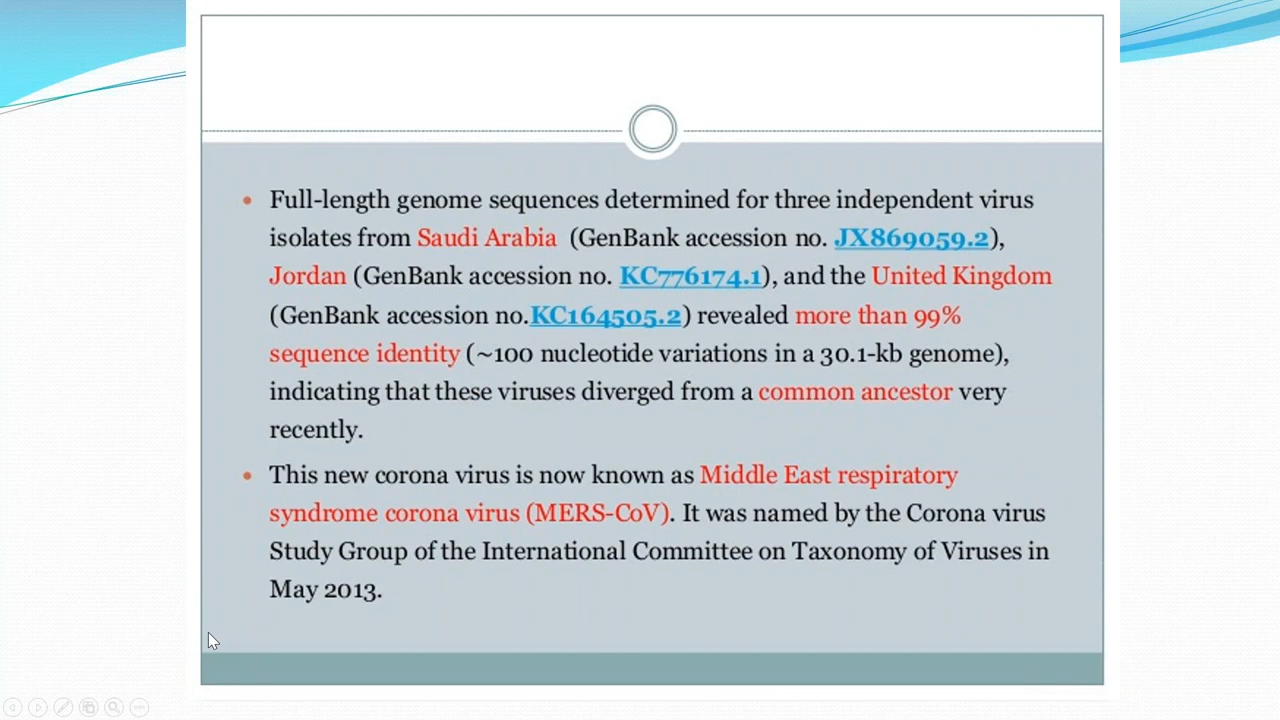 • Full-length genome sequences determined for three independent virus
isolates from Saudi Arabia (GenBank accession no. JX869059.2),
Jordan (GenBank accession no. KC776174.1), and the United Kingdom
(GenBank accession no.KC164505.2) revealed more than 99%
sequence identity (~100 nucleotide variations in a 30.1-kb genome),
indicating that these viruses diverged from a common ancestor very
recently.
• This new corona virus is now known as Middle East respiratory
syndrome corona virus (MERS-CoV). It was named by the Corona virus
Study Group of the International Committee on Taxonomy of Viruses in
May 2013.